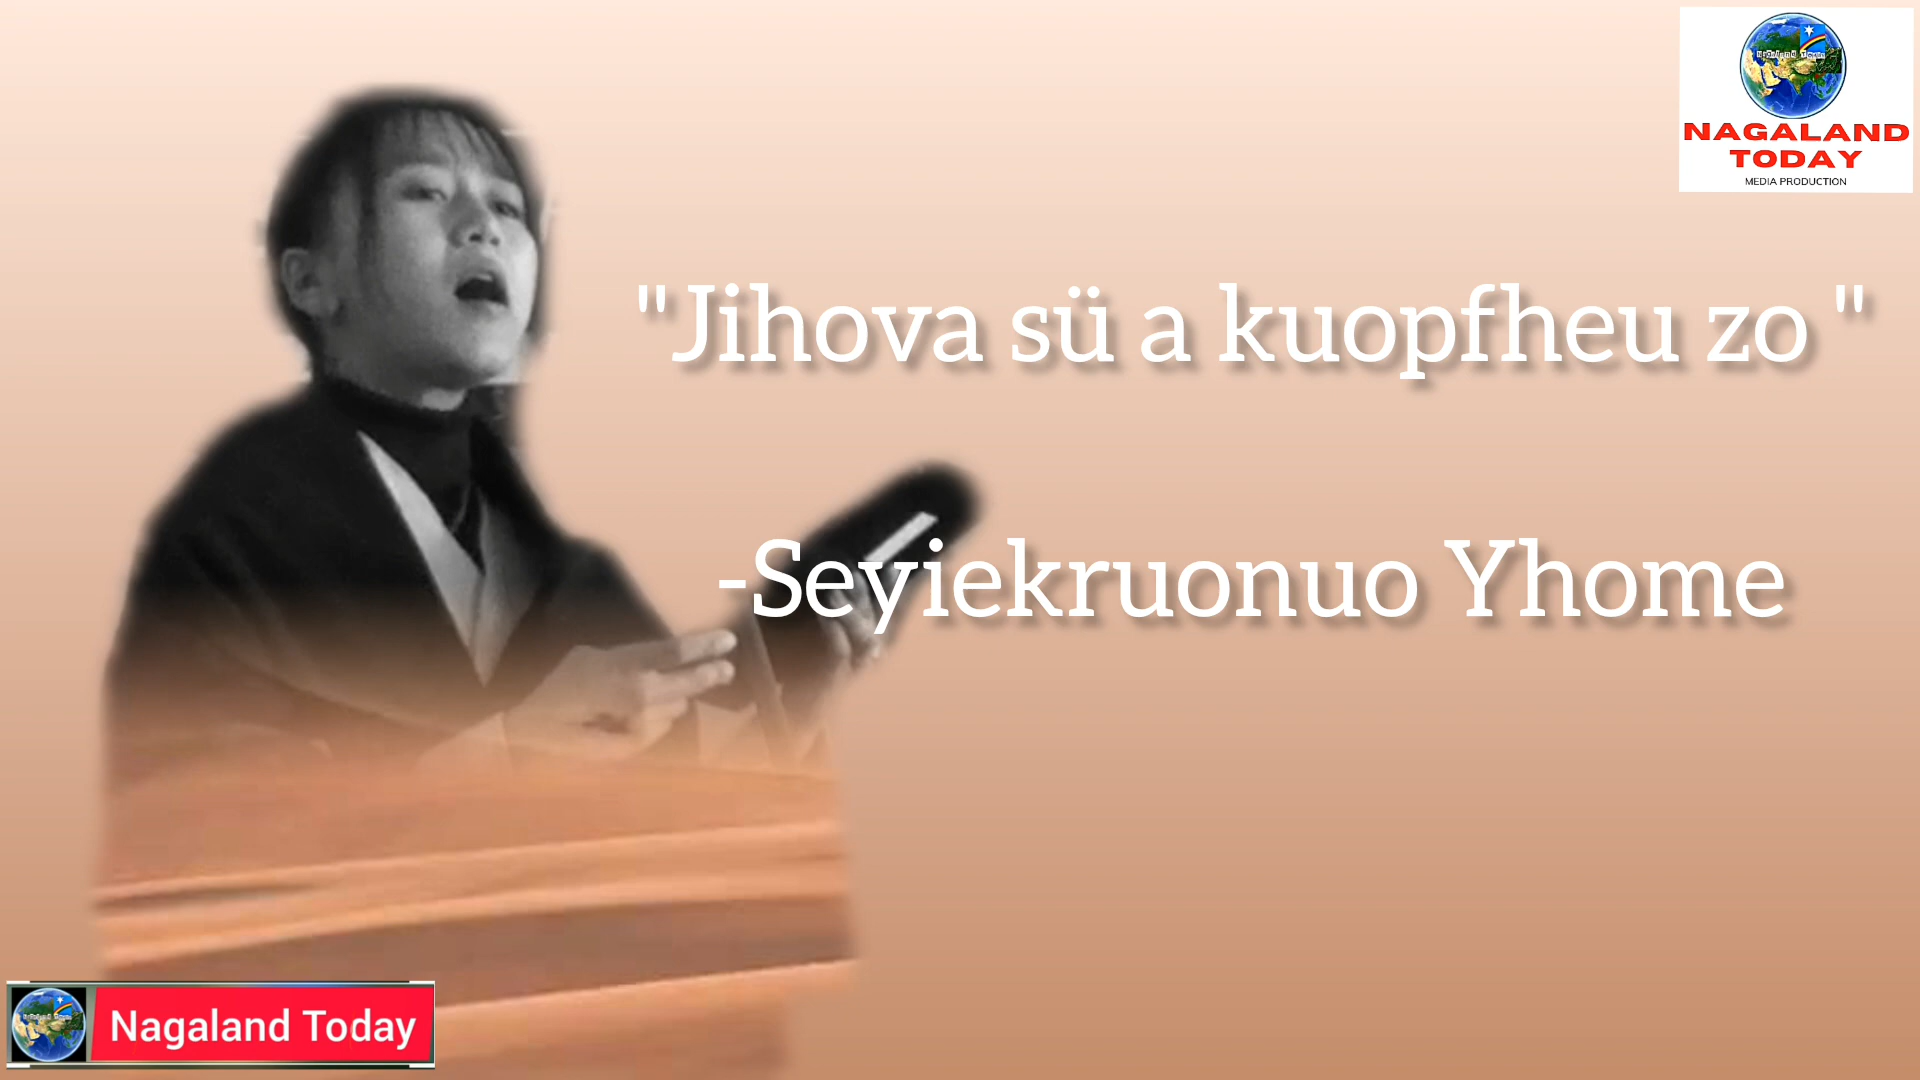 NAGALAND
TODAY
MEDIA PRODUCTION
"Jihova sü a kuopfheu zo "
-Seyiekruonuo Yhome
Nagaland Today